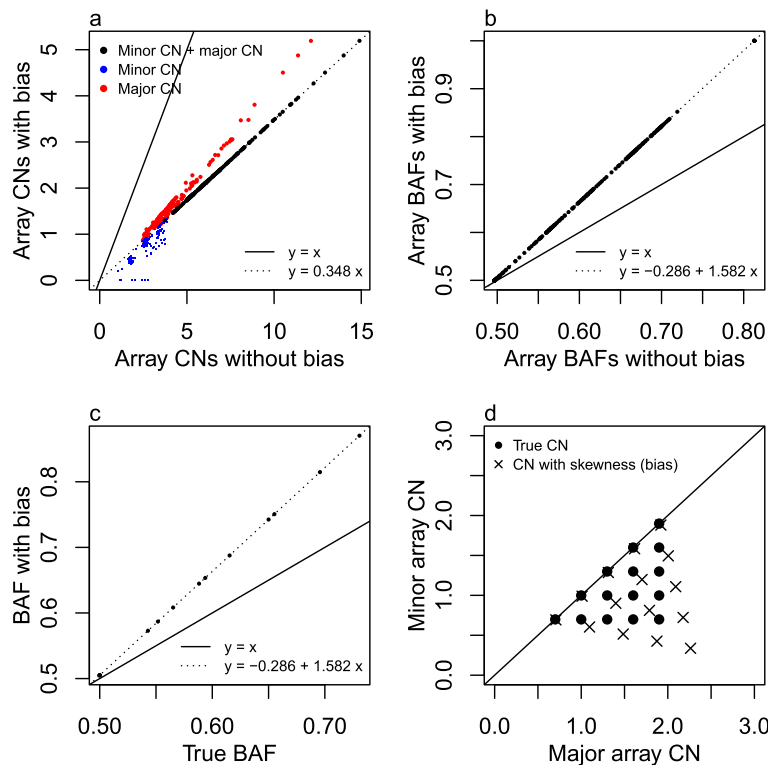 a
Minor CN + major CN
Minor CN
Major CN
y = x
y = 0.348 x
0
1
2
3
4
5
0
5
10
15
Array CNs with bias
Array CNs without bias
b
y = x
y = −0.286 + 1.582 x
0.5
0.7
0.9
0.50
0.60
0.70
0.80
Array BAFs with bias
Array BAFs without bias
c
y = x
y = −0.286 + 1.582 x
0.5
0.6
0.7
0.8
0.50
0.60
0.70
BAF with bias
True BAF
d
True CN
CN with skewness (bias)
0.0
1.0
2.0
3.0
0.0
1.0
2.0
3.0
Minor array CN
Major array CN